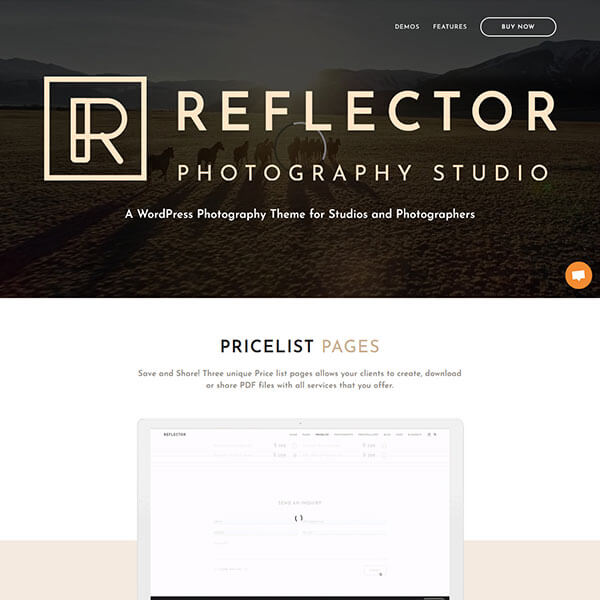 DEMOS FEATURES BUY NOW
R REFLECTOR
PHOTOGRAPHY STUDIO
A WordPress Photography Theme for Studios and Photographers
PRICELIST PAGES
Save and Share! Three unique Price list pages allows your clients to create, download
or share PDF files with all services that you offer.
REFLECTOR
SEND AN INQUIRY